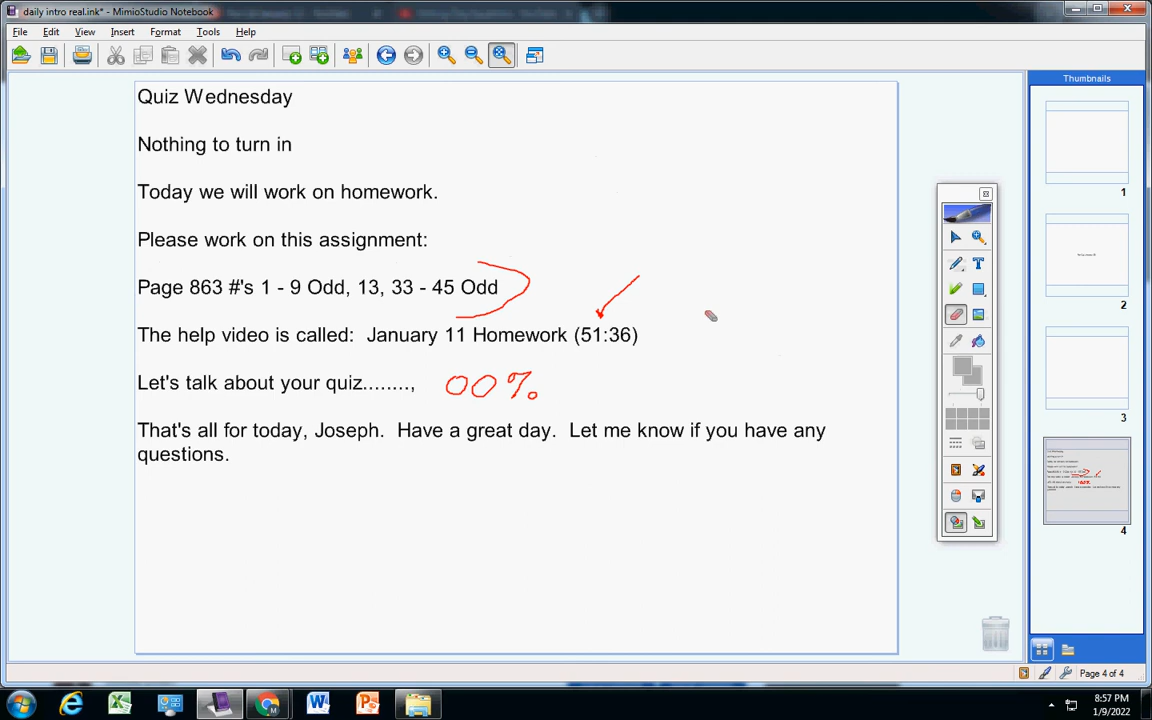 daily intro real.ink* - MimioStudio Notebook
File Edit View Insert Format Tools Help
Quiz Wednesday
Nothing to turn in
Today we will work on homework.
Please work on this assignment:
Page 863 #'s 1 - 9 Odd, 13, 33 - 45 Odd
The help video is called: January 11 Homework (51:36)
Let's talk about your quiz........, 00%
That's all for today, Joseph. Have a great day. Let me know if you have any
questions.
Thumbnails
1
2
3
4
Page 4 of 4
8:57 PM
1/9/2022